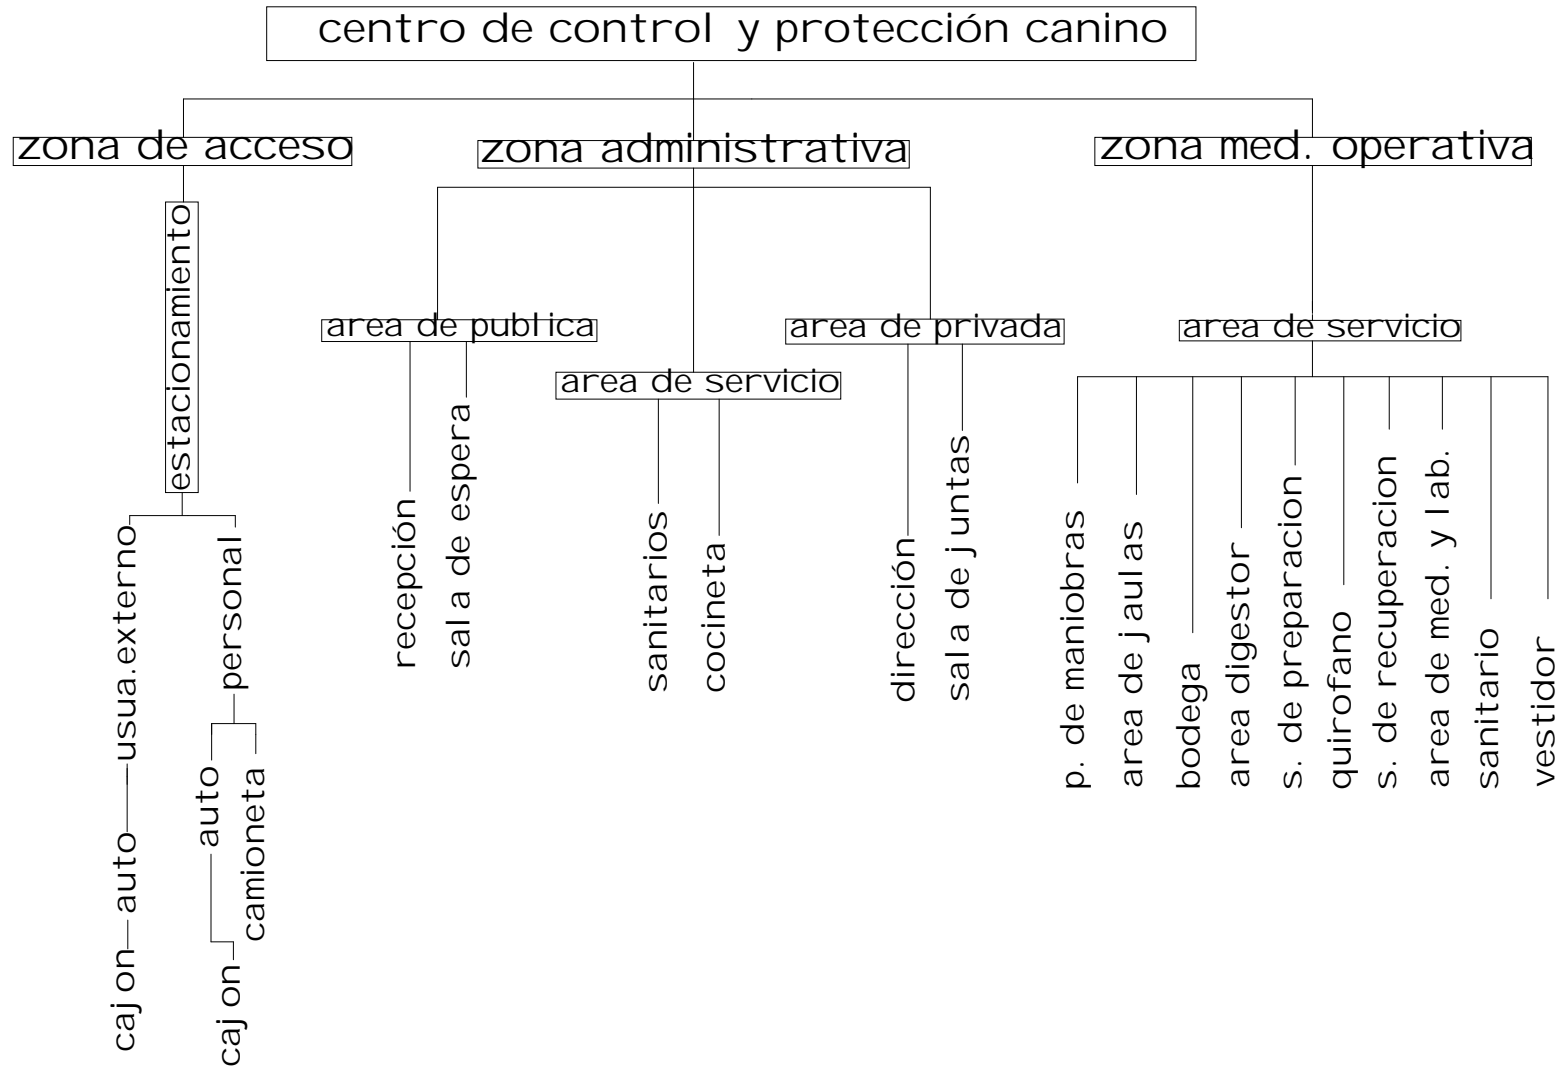 centro de control y protección canino
zona de acceso
zona administrativa
zona med. operativa
estacionamiento
area de publica
area de servicio
area de privada
area de servicio
usua.externo
personal
auto
auto
camioneta
cajon
cajon
recepción
sala de espera
sanitarios
cocineta
dirección
sala de juntas
p. de maniobras
area de jaulas
bodega
area digestor
s. de preparacion
quirofano
s. de recuperacion
area de med. y lab.
sanitario
vestidor